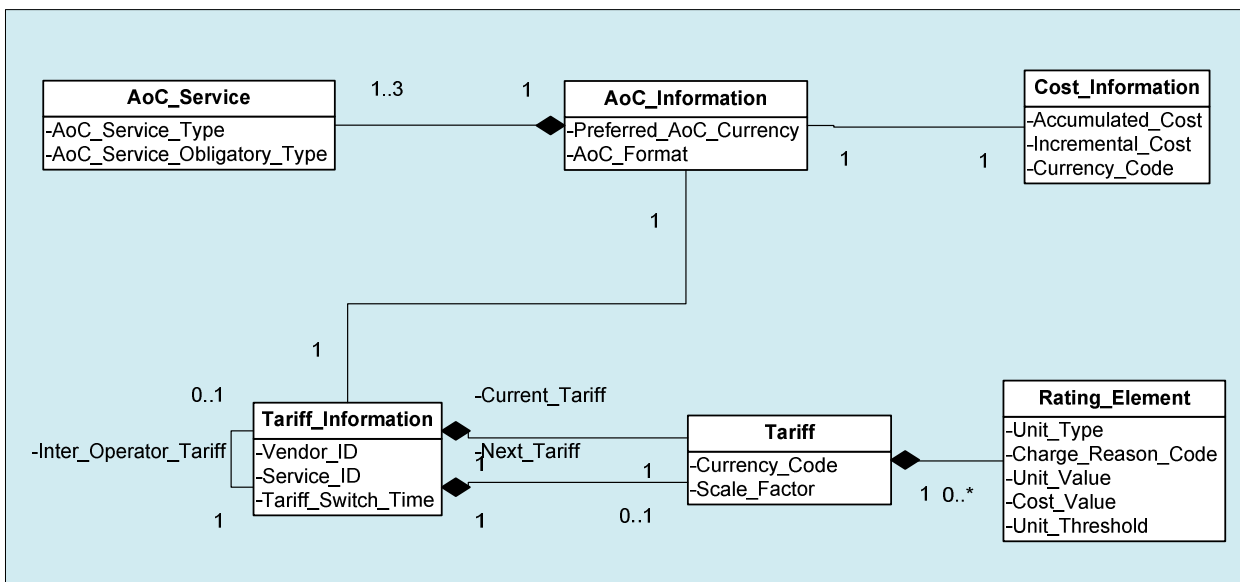 AoC_Service
-AoC_Service_Type
-AoC_Service_Obligatory_Type
1..3
1
AoC_Information
-Preferred_AoC_Currency
-AoC_Format
1
1
Cost_Information
-Accumulated_Cost
-Incremental_Cost
-Currency_Code
1
1
0..1
-Inter_Operator_Tariff
1
Tariff_Information
-Vendor_ID
-Service_ID
-Tariff_Switch_Time
-Current_Tariff
1
1
-Next_Tariff
1
0..1
Tariff
-Currency_Code
-Scale_Factor
1
0..*
Rating_Element
-Unit_Type
-Charge_Reason_Code
-Unit_Value
-Cost_Value
-Unit_Threshold